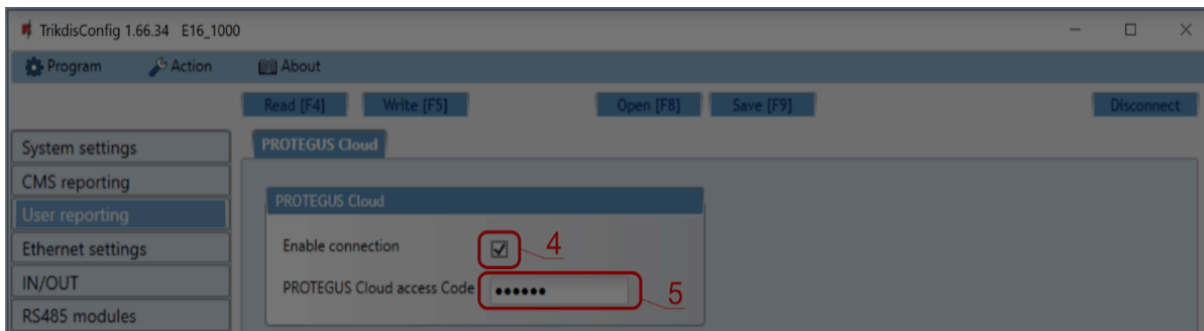 TrikdisConfig 1.66.34 E16_1000
Program Action About
Read [F4] Write [F5] Open [F8] Save [F9] Disconnect
System settings
CMS reporting
User reporting
Ethernet settings
IN/OUT
RS485 modules
PROTEGUS Cloud
PROTEGUS Cloud
Enable connection 4
PROTEGUS Cloud access Code •••••• 5